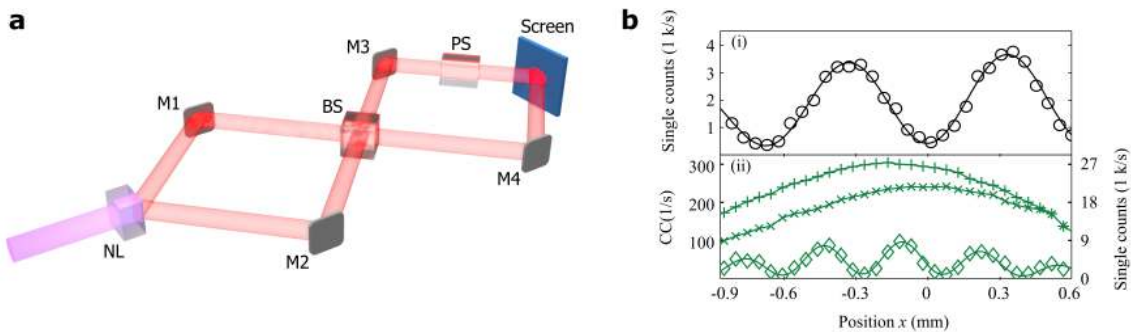 a
Screen
PS
M3
BS
M1
M4
M2
NL
b
(i)
Single counts (1 k/s)
4
3
2
1
(ii)
CC(1/s)
300
200
100
27
18
9
0
Single counts (1 k/s)
-0.9 -0.6 -0.3 0 0.3 0.6
Position x (mm)